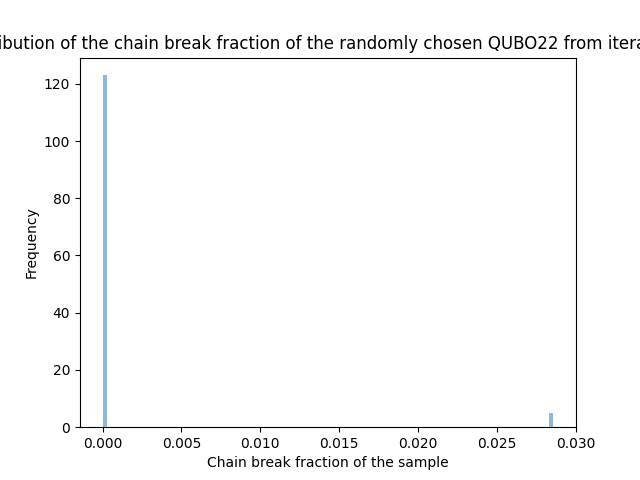 ibution of the chain break fraction of the randomly chosen QUBO22 from itera
120
100
80
60
40
20
0
Frequency
0.000 0.005 0.010 0.015 0.020 0.025 0.030
Chain break fraction of the sample